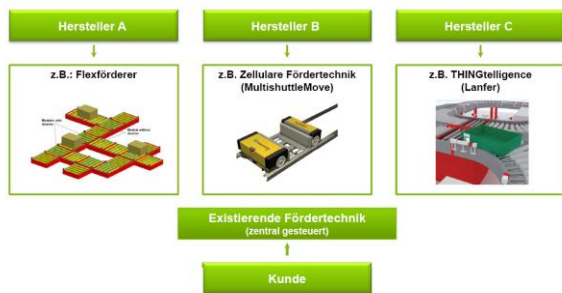 Hersteller A
Hersteller B
Hersteller C
z.B.: Flexförderer
z.B. Zellulare Fördertechnik
(MultishuttleMove)
z.B. THINGtelligence
(Lanfer)
Existierende Fördertechnik
(zentral gesteuert)
Kunde